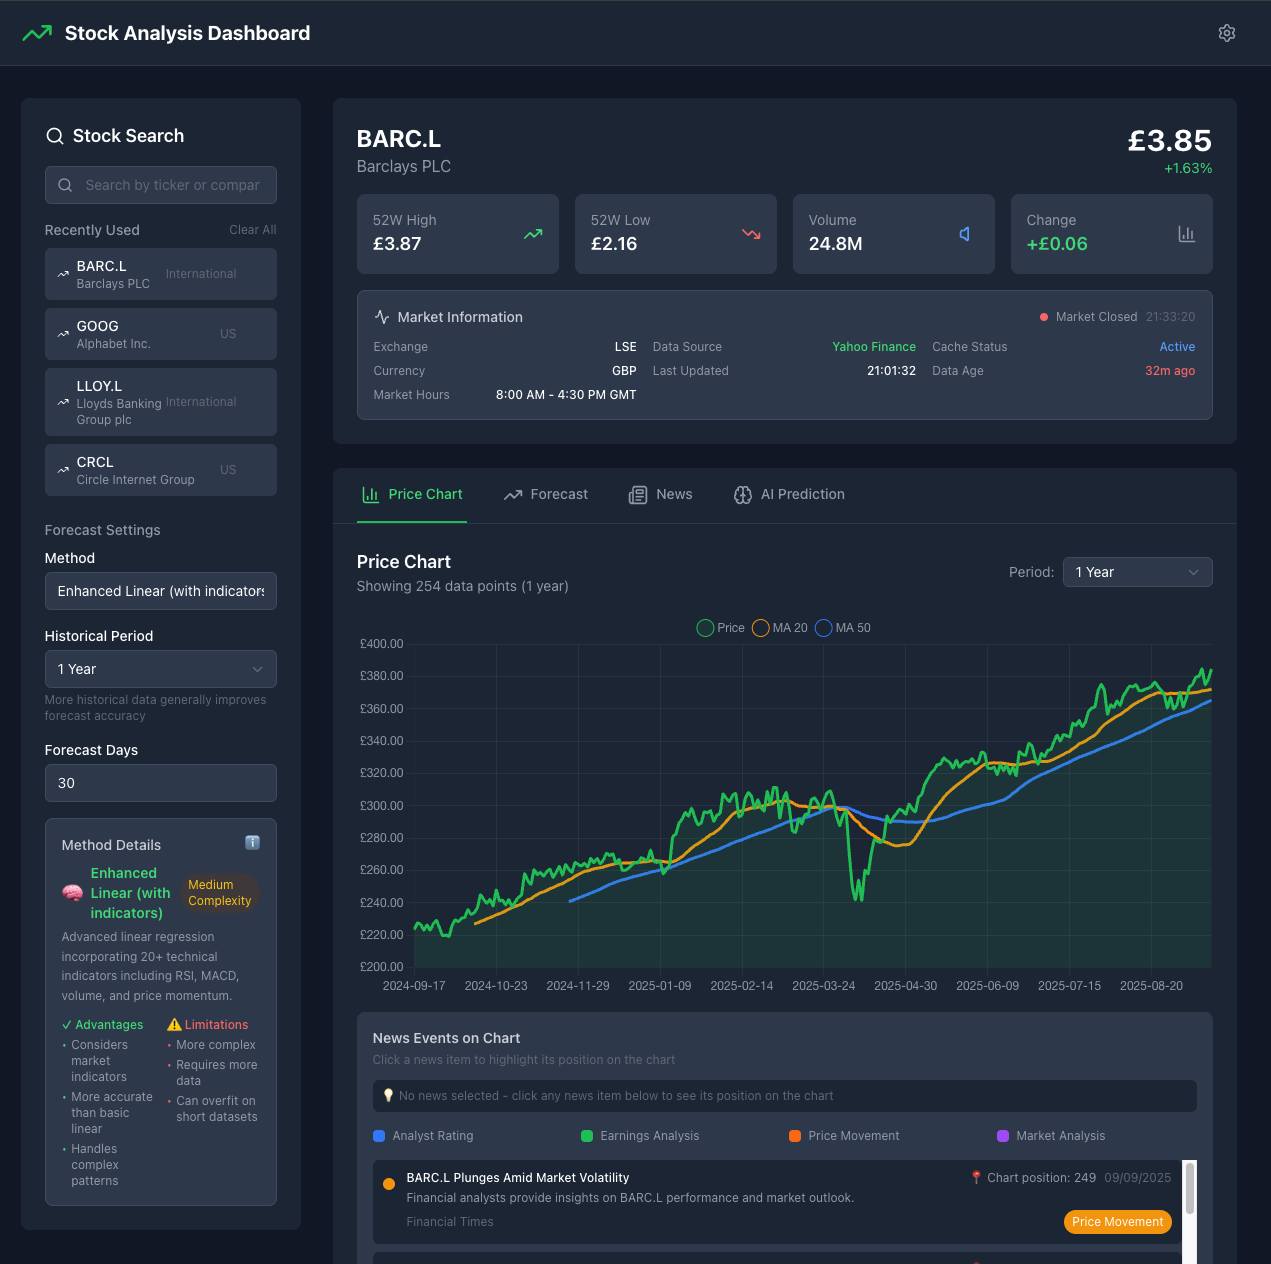 Stock Analysis Dashboard
Stock Search
Search by ticker or compar
Recently Used
Clear All
BARC.L
Barclays PLC
International
GOOG
Alphabet Inc.
US
LLOY.L
Lloyds Banking
Group plc
International
CRCL
Circle Internet Group
US
Forecast Settings
Method
Enhanced Linear (with indicators
Historical Period
1 Year
More historical data generally improves
forecast accuracy
Forecast Days
30
Method Details
Enhanced
Linear (with
indicators)
Medium
Complexity
Advanced linear regression
incorporating 20+ technical
indicators including RSI, MACD,
volume, and price momentum.
✓ Advantages
• Considers
market
indicators
• More accurate
than basic
linear
• Handles
complex
patterns
⚠️ Limitations
• More complex
• Requires more
data
• Can overfit on
short datasets
BARC.L
Barclays PLC
£3.85
+1.63%
52W High
£3.87
52W Low
£2.16
Volume
24.8M
Change
+£0.06
Market Information
Market Closed 21:33:20
Exchange LSE
Data Source Yahoo Finance
Cache Status Active
Currency GBP
Last Updated 21:01:32
Data Age 32m ago
Market Hours 8:00 AM - 4:30 PM GMT
Price Chart
Forecast
News
AI Prediction
Price Chart
Showing 254 data points (1 year)
Period: 1 Year
Price MA 20 MA 50
£400.00
£380.00
£360.00
£340.00
£320.00
£300.00
£280.00
£260.00
£240.00
£220.00
£200.00
2024-09-17 2024-10-23 2024-11-29 2025-01-09 2025-02-14 2025-03-24 2025-04-30 2025-06-09 2025-07-15 2025-08-20
News Events on Chart
Click a news item to highlight its position on the chart
No news selected - click any news item below to see its position on the chart
Analyst Rating
Earnings Analysis
Price Movement
Market Analysis
BARC.L Plunges Amid Market Volatility
Chart position: 249 09/09/2025
Financial analysts provide insights on BARC.L performance and market outlook.
Financial Times
Price Movement